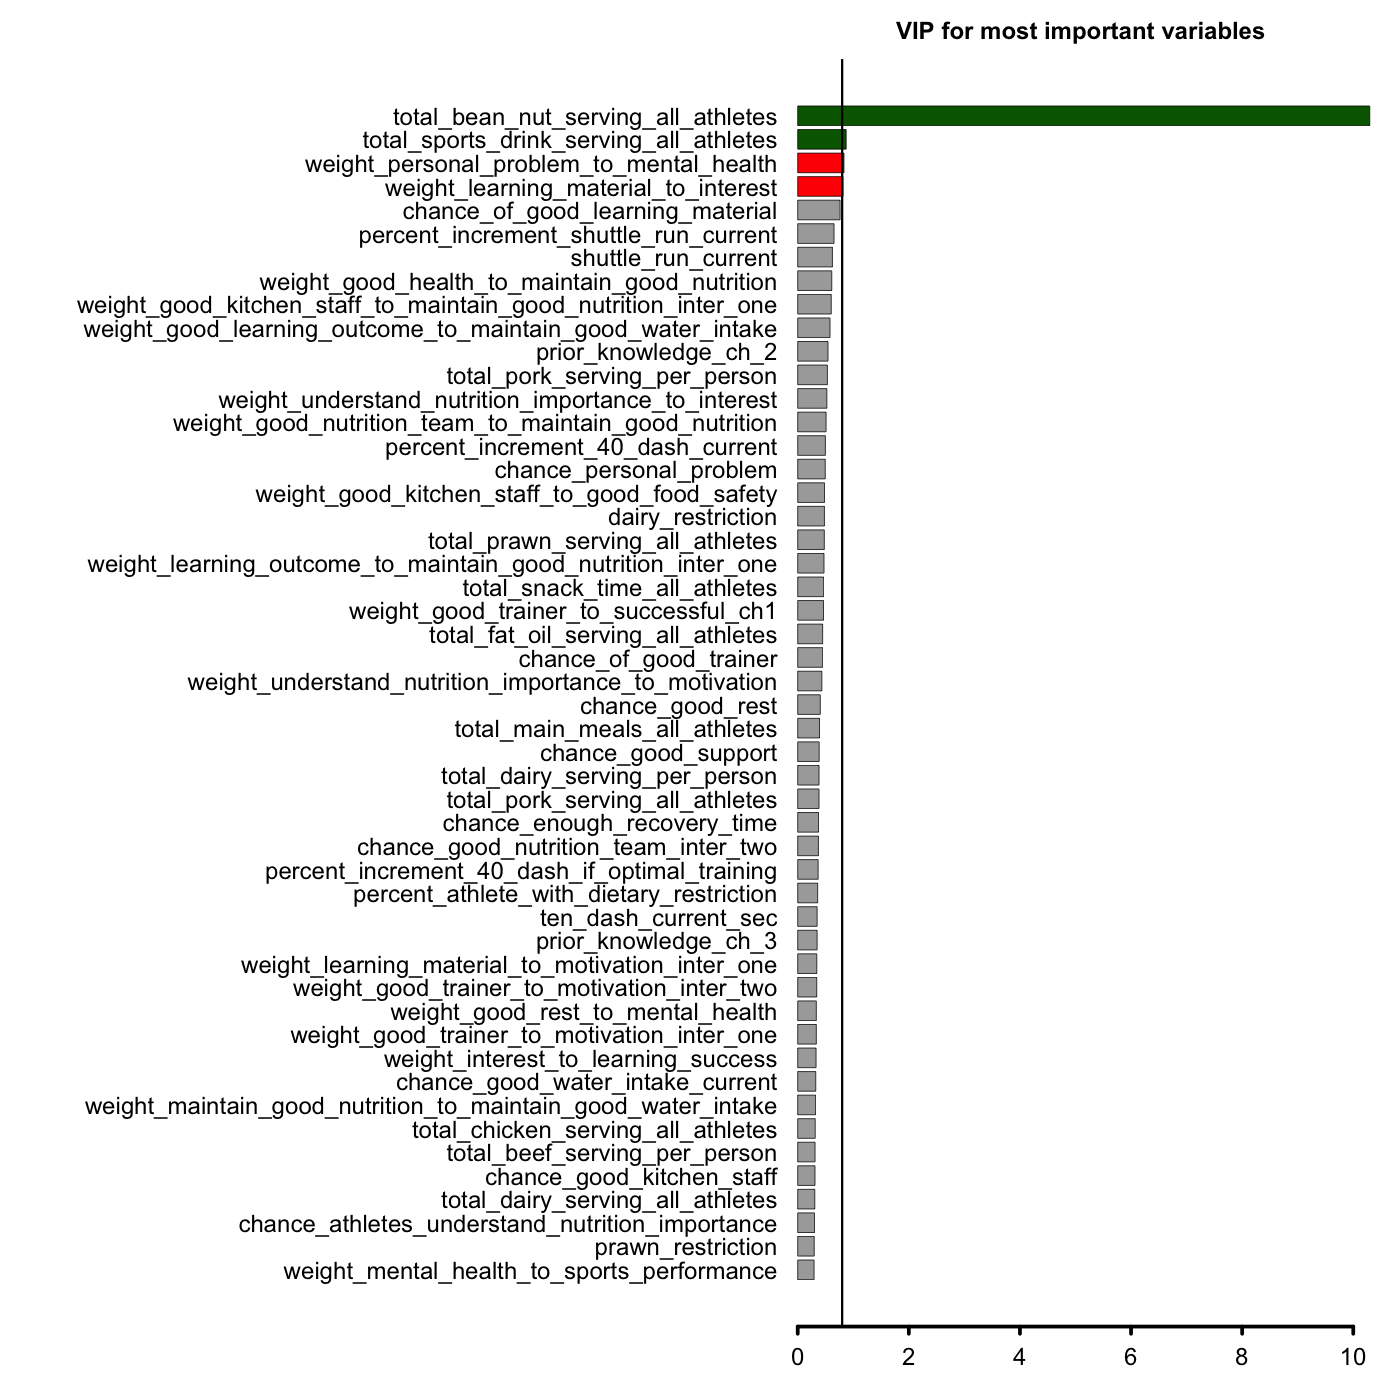 VIP for most important variables
total_bean_nut_serving_all_athletes
total_sports_drink_serving_all_athletes
weight_personal_problem_to_mental_health
weight_learning_material_to_interest
chance_of_good_learning_material
percent_increment_shuttle_run_current
shuttle_run_current
weight_good_health_to_maintain_good_nutrition
weight_good_kitchen_staff_to_maintain_good_nutrition_inter_one
weight_good_learning_outcome_to_maintain_good_water_intake
prior_knowledge_ch_2
total_pork_serving_per_person
weight_understand_nutrition_importance_to_interest
weight_good_nutrition_team_to_maintain_good_nutrition
percent_increment_40_dash_current
chance_personal_problem
weight_good_kitchen_staff_to_good_food_safety
dairy_restriction
total_prawn_serving_all_athletes
weight_learning_outcome_to_maintain_good_nutrition_inter_one
total_snack_time_all_athletes
weight_good_trainer_to_successful_ch1
total_fat_oil_serving_all_athletes
chance_of_good_trainer
weight_understand_nutrition_importance_to_motivation
chance_good_rest
total_main_meals_all_athletes
chance_good_support
total_dairy_serving_per_person
total_pork_serving_all_athletes
chance_enough_recovery_time
chance_good_nutrition_team_inter_two
percent_increment_40_dash_if_optimal_training
percent_athlete_with_dietary_restriction
ten_dash_current_sec
prior_knowledge_ch_3
weight_learning_material_to_motivation_inter_one
weight_good_trainer_to_motivation_inter_two
weight_good_rest_to_mental_health
weight_good_trainer_to_motivation_inter_one
weight_interest_to_learning_success
chance_good_water_intake_current
weight_maintain_good_nutrition_to_maintain_good_water_intake
total_chicken_serving_all_athletes
total_beef_serving_per_person
chance_good_kitchen_staff
total_dairy_serving_all_athletes
chance_athletes_understand_nutrition_importance
prawn_restriction
weight_mental_health_to_sports_performance
0 2 4 6 8 10